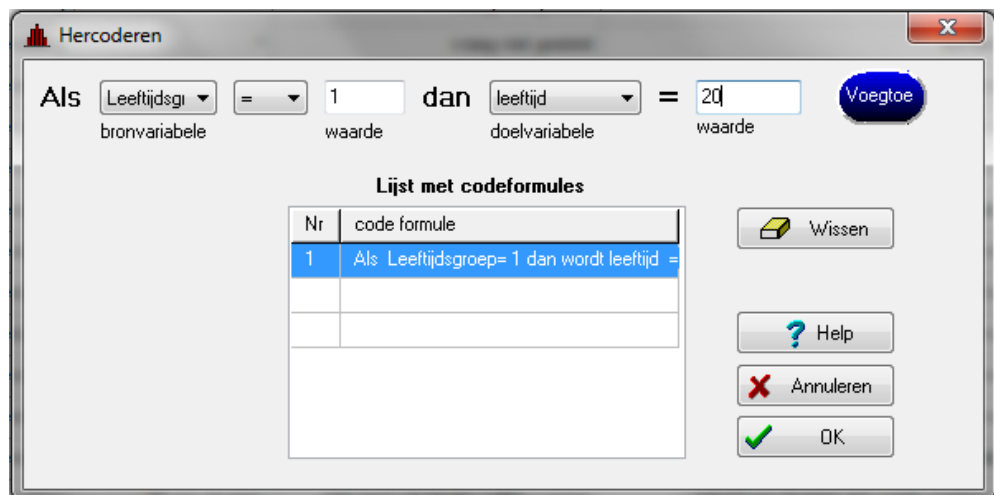 Hercoderen
Als Leeftijdsgı = 1 dan leeftijd = 20 Voegtoe
bronvariabele waarde doelvariabele waarde
Lijst met codeformules
Nr code formule
Wissen
1 Als Leeftijdsgroep= 1 dan wordt leeftijd =
Help
Annuleren
OK